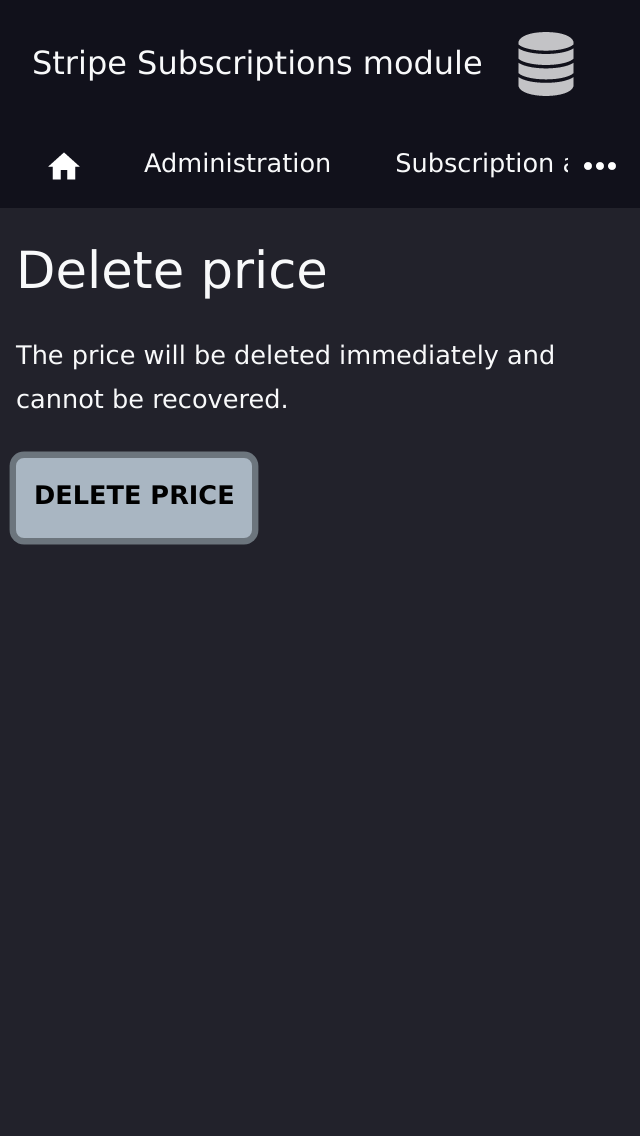 Stripe Subscriptions module
Administration
Subscription
Delete price
The price will be deleted immediately and
cannot be recovered.
DELETE PRICE